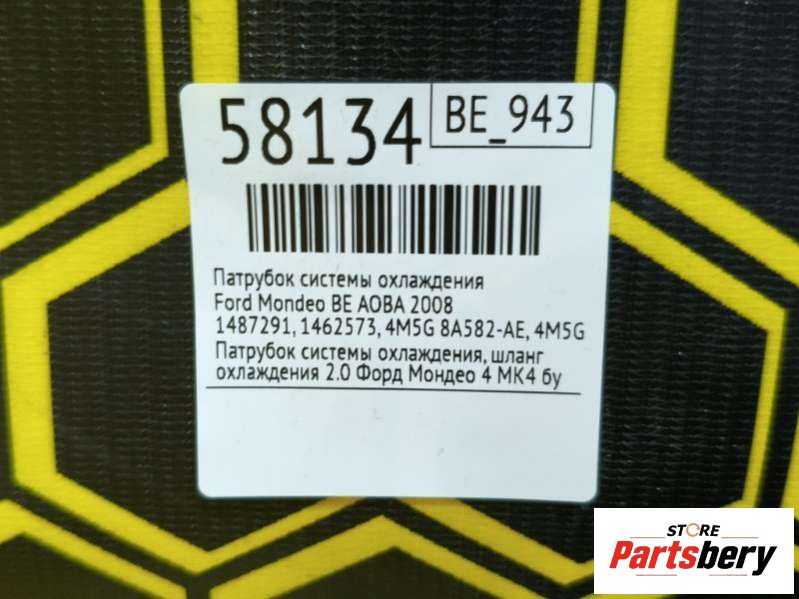 58134
BE_943
Патрубок системы охлаждения
Ford Mondeo BE AOBA 2008
1487291, 1462573, 4M5G 8A582-AE, 4M5G
Патрубок системы охлаждения, шланг
охлаждения 2.0 Форд Мондео 4 МК4 бу
STORE
Partsbery